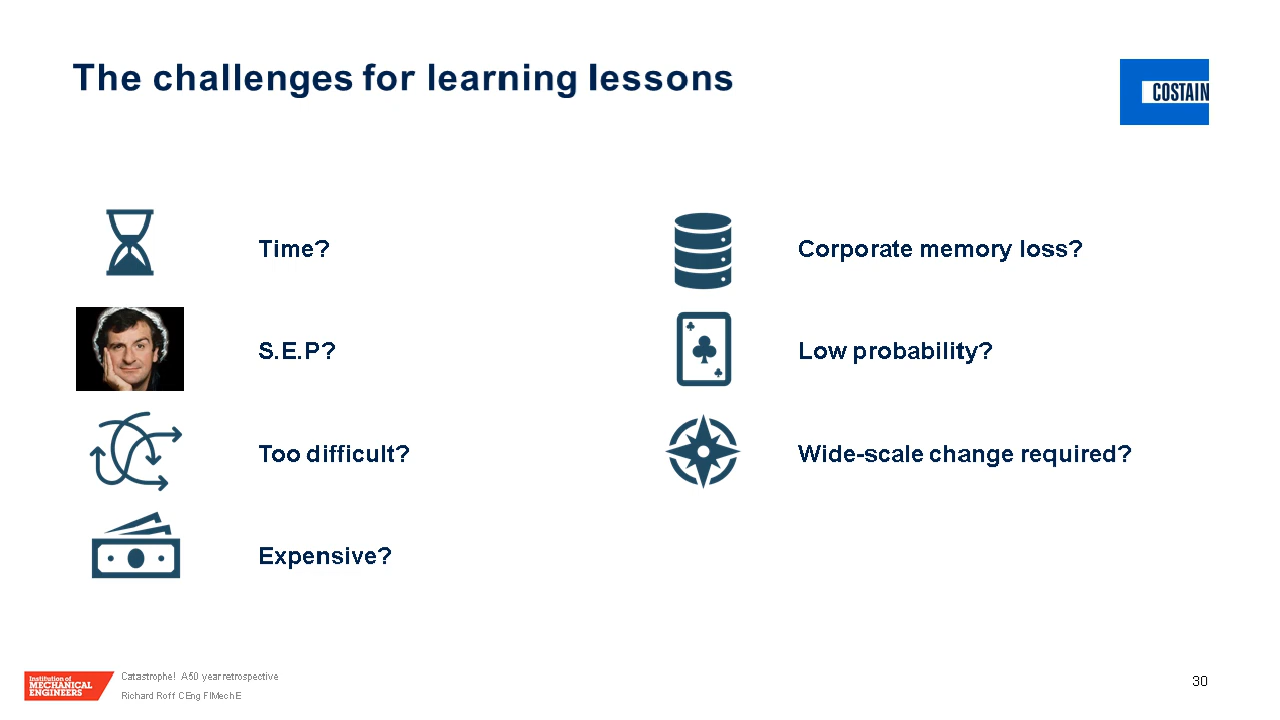 The challenges for learning lessons
COSTAIN
Time?
S.E.P?
Too difficult?
Expensive?
Corporate memory loss?
Low probability?
Wide-scale change required?
Institution of
MECHANICAL
ENGINEERS
Catastrophe! A 50 year retrospective
Richard Roff CEng FIMechE
30